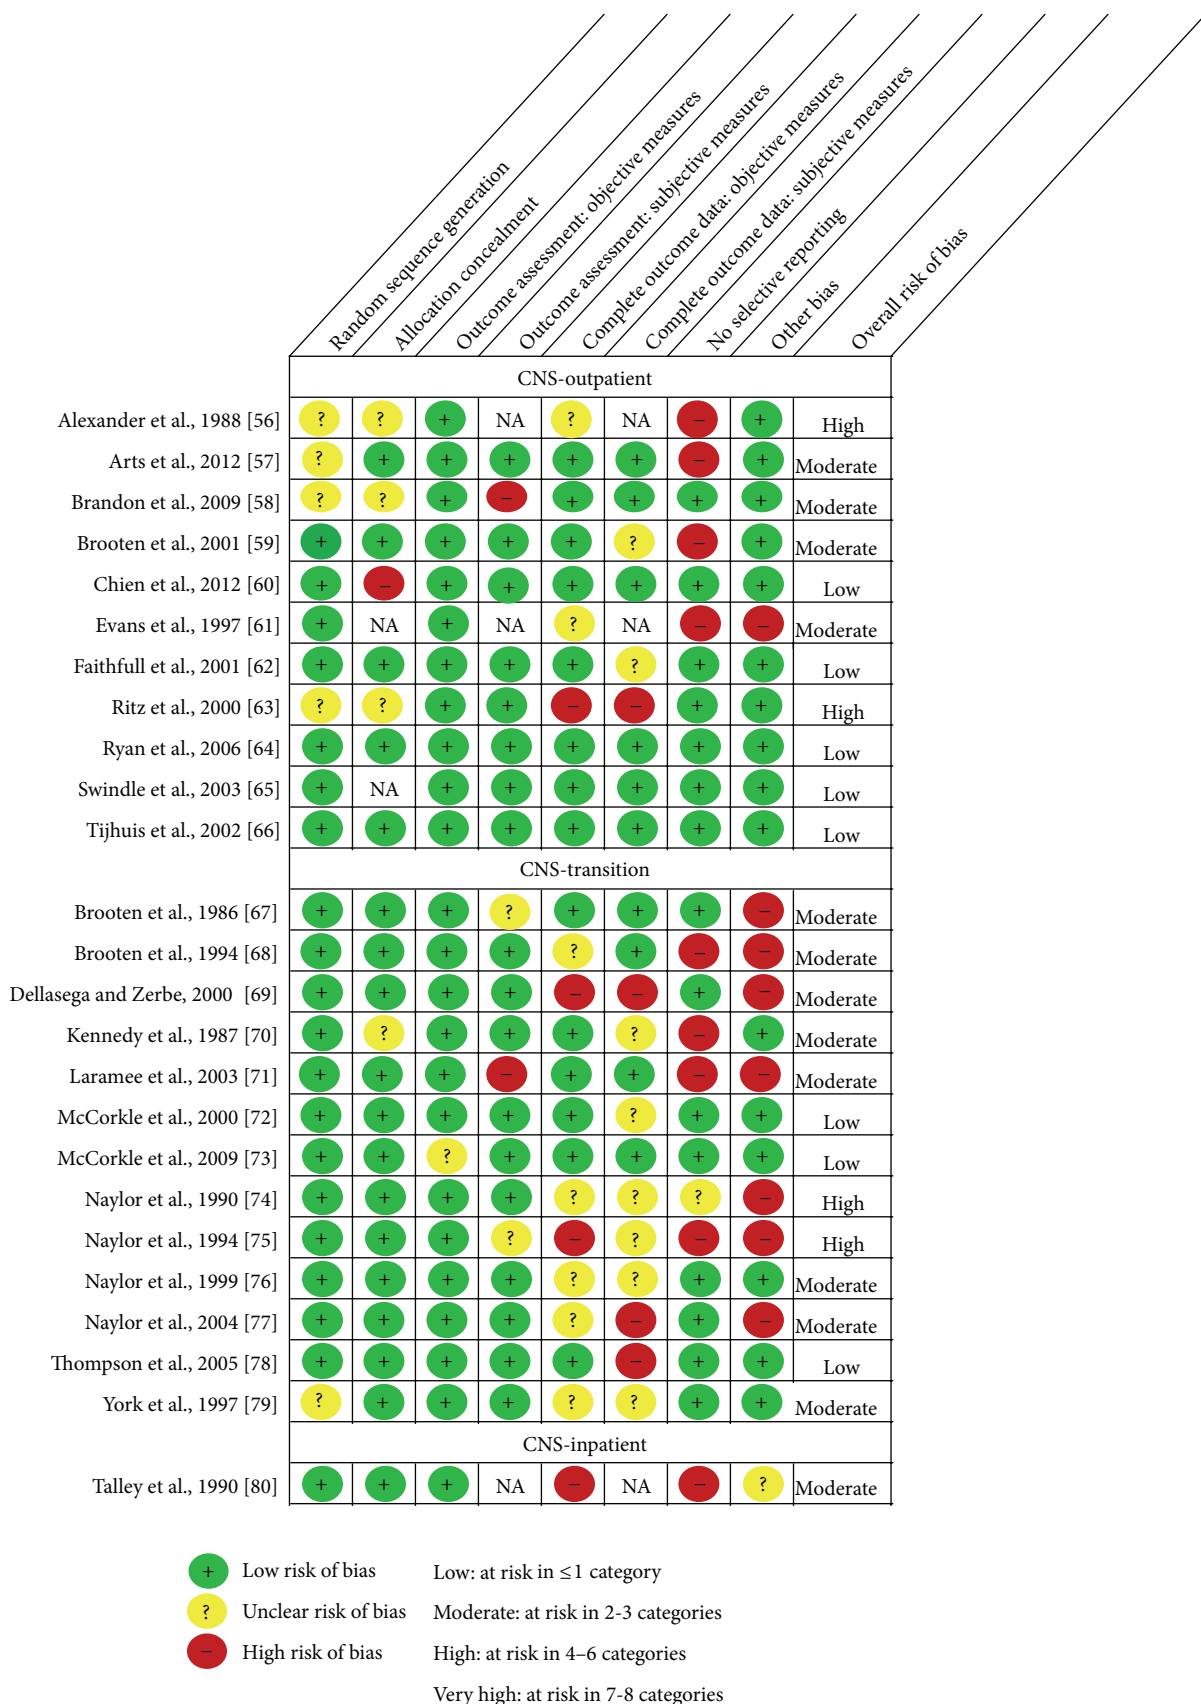 Random sequence generation
Allocation concealment
Outcome assessment: objective measures
Outcome assessment: subjective measures
Complete outcome data: objective measures
Complete outcome data: subjective measures
No selective reporting
Other bias
Overall risk of bias
CNS-outpatient
Alexander et al., 1988 [56] ? ? + NA ? NA − + High
Arts et al., 2012 [57] ? + + + + + − + Moderate
Brandon et al., 2009 [58] ? ? + − + + + + Moderate
Brooten et al., 2001 [59] + + + + + ? − + Moderate
Chien et al., 2012 [60] + − + + + + + + Low
Evans et al., 1997 [61] + NA + NA ? NA − − Moderate
Faithfull et al., 2001 [62] + + + + + ? + + Low
Ritz et al., 2000 [63] ? ? + + − − + + High
Ryan et al., 2006 [64] + + + + + + + + Low
Swindle et al., 2003 [65] + NA + + + + + + Low
Tijhuis et al., 2002 [66] + + + + + + + + Low
CNS-transition
Brooten et al., 1986 [67] + + + ? + + + − Moderate
Brooten et al., 1994 [68] + + + + ? + − − Moderate
Dellasega and Zerbe, 2000 [69] + + + + − − + − Moderate
Kennedy et al., 1987 [70] + ? + + + ? − + Moderate
Laramee et al., 2003 [71] + + + − + + − − Moderate
McCorkle et al., 2000 [72] + + + + + ? + + Low
McCorkle et al., 2009 [73] + + ? + + + + + Low
Naylor et al., 1990 [74] + + + + ? ? ? − High
Naylor et al., 1994 [75] + + + ? − ? − − High
Naylor et al., 1999 [76] + + + + ? ? + + Moderate
Naylor et al., 2004 [77] + + + + ? − + − Moderate
Thompson et al., 2005 [78] + + + + + − + + Low
York et al., 1997 [79] ? + + + ? ? + + Moderate
CNS-inpatient
Talley et al., 1990 [80] + + + NA − NA − ? Moderate
+ Low risk of bias
? Unclear risk of bias
− High risk of bias
Low: at risk in ≤1 category
Moderate: at risk in 2-3 categories
High: at risk in 4–6 categories
Very high: at risk in 7-8 categories